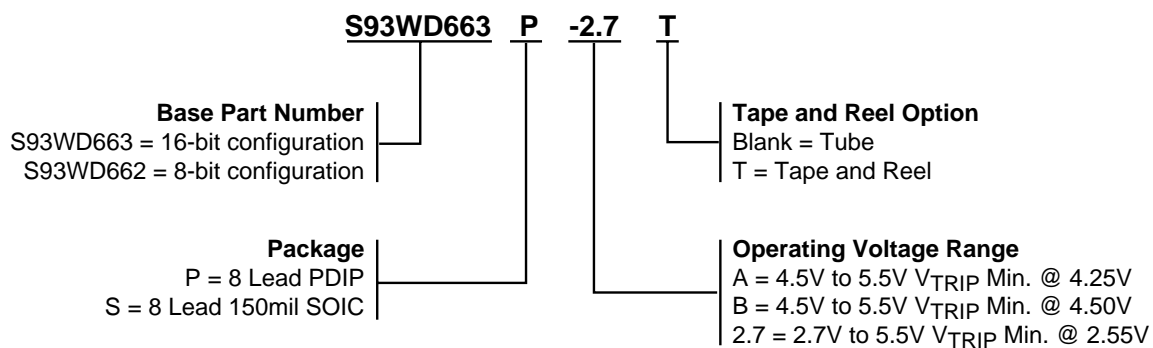 S93WD663 P -2.7 T
Base Part Number
S93WD663 = 16-bit configuration
S93WD662 = 8-bit configuration
Tape and Reel Option
Blank = Tube
T = Tape and Reel
Package
P = 8 Lead PDIP
S = 8 Lead 150mil SOIC
Operating Voltage Range
A = 4.5V to 5.5V VTRIP Min. @ 4.25V
B = 4.5V to 5.5V VTRIP Min. @ 4.50V
2.7 = 2.7V to 5.5V VTRIP Min. @ 2.55V